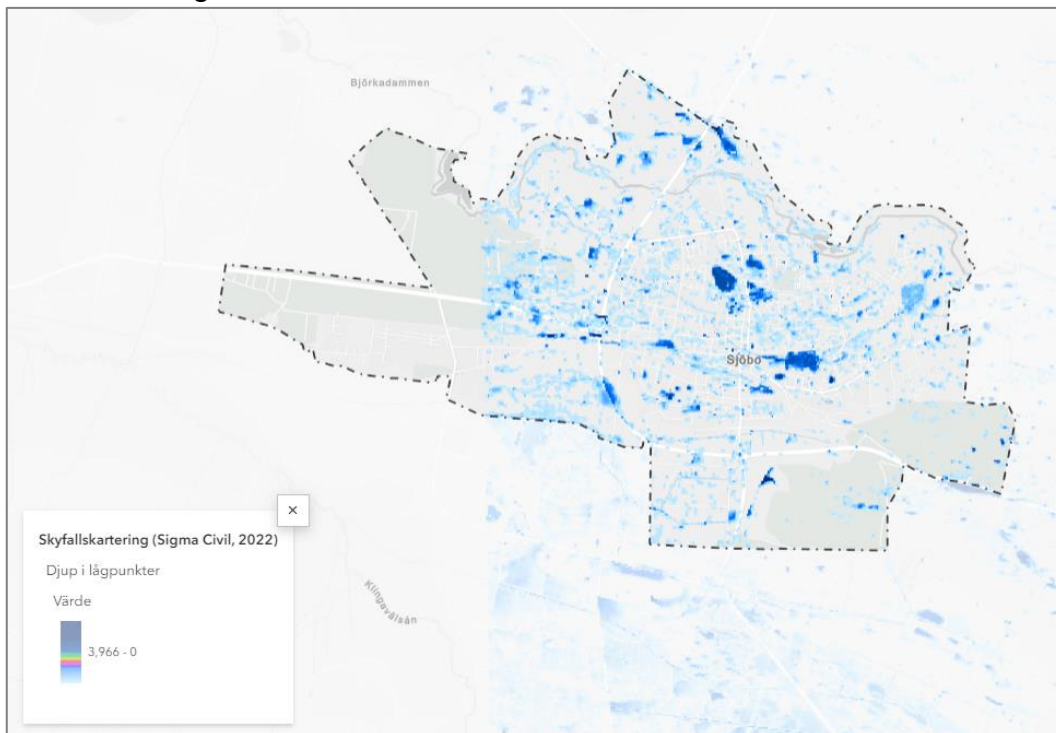 Björkadammen
Sjöbo
Klingavälsån
Skyfallskartering (Sigma Civil, 2022)
Djup i lågpunkter
Värde
3,966 - 0